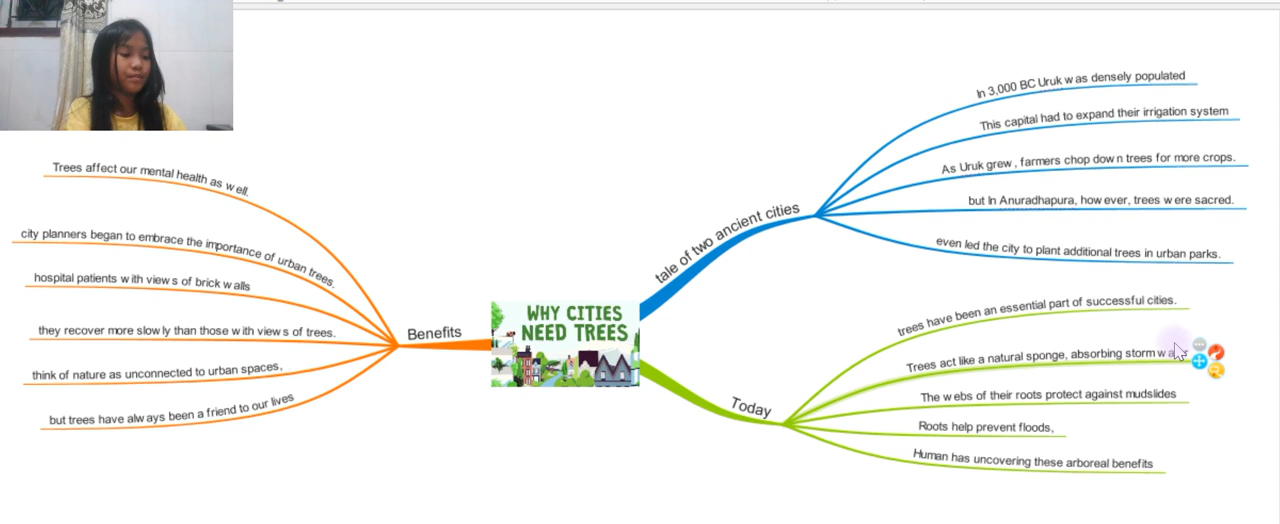 WHY CITIES
NEED TREES
tale of two ancient cities
In 3,000 BC Uruk was densely populated
This capital had to expand their irrigation system
As Uruk grew, farmers chop down trees for more crops.
but In Anuradhapura, however, trees were sacred.
even led the city to plant additional trees in urban parks.
Today
trees have been an essential part of successful cities.
Trees act like a natural sponge, absorbing storm
The webs of their roots protect against mudslides
Roots help prevent floods,
Human has uncovering these arboreal benefits
Benefits
Trees affect our mental health as well.
city planners began to embrace the importance of urban trees.
hospital patients with views of brick walls
they recover more slowly than those with views of trees.
think of nature as unconnected to urban spaces,
but trees have always been a friend to our lives